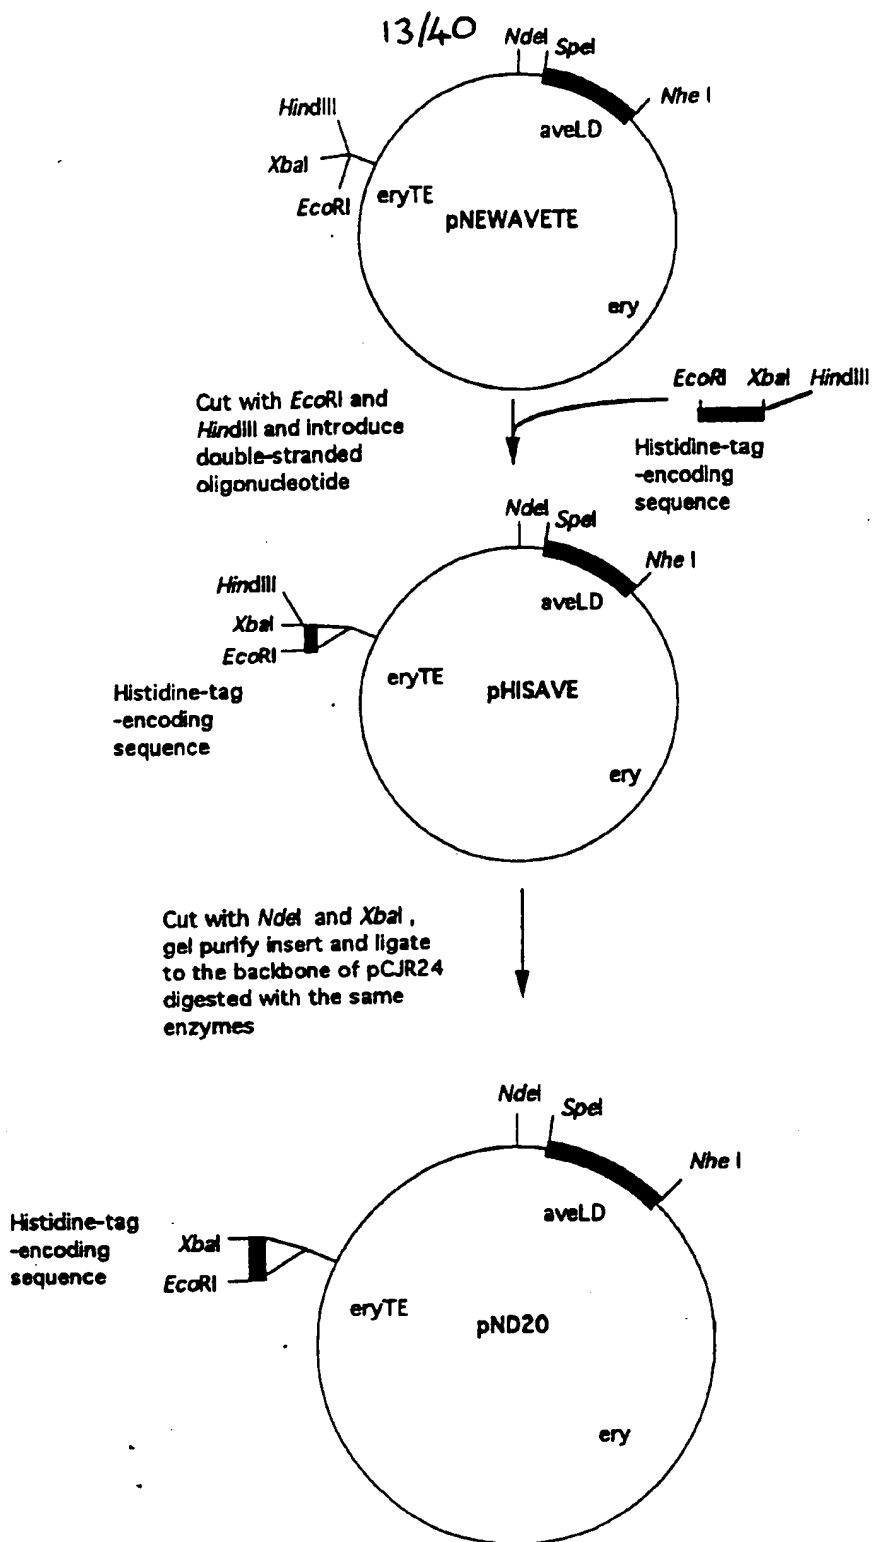 13/40
NdeI
SpeI
Nhe I
HindIII
aveLD
XbaI
EcoRI
eryTE
pNEWAVETE
ery
EcoRI XbaI HindIII
Cut with EcoRI and
HindIII and introduce
double-stranded
oligonucleotide
Histidine-tag
-encoding
sequence
NdeI
SpeI
Nhe I
HindIII
aveLD
XbaI
EcoRI
eryTE
pHISAVE
Histidine-tag
-encoding
sequence
ery
Cut with NdeI and XbaI ,
gel purify insert and ligate
to the backbone of pCJR24
digested with the same
enzymes
NdeI
SpeI
Nhe I
aveLD
Histidine-tag
-encoding
sequence
XbaI
EcoRI
eryTE
pND20
ery